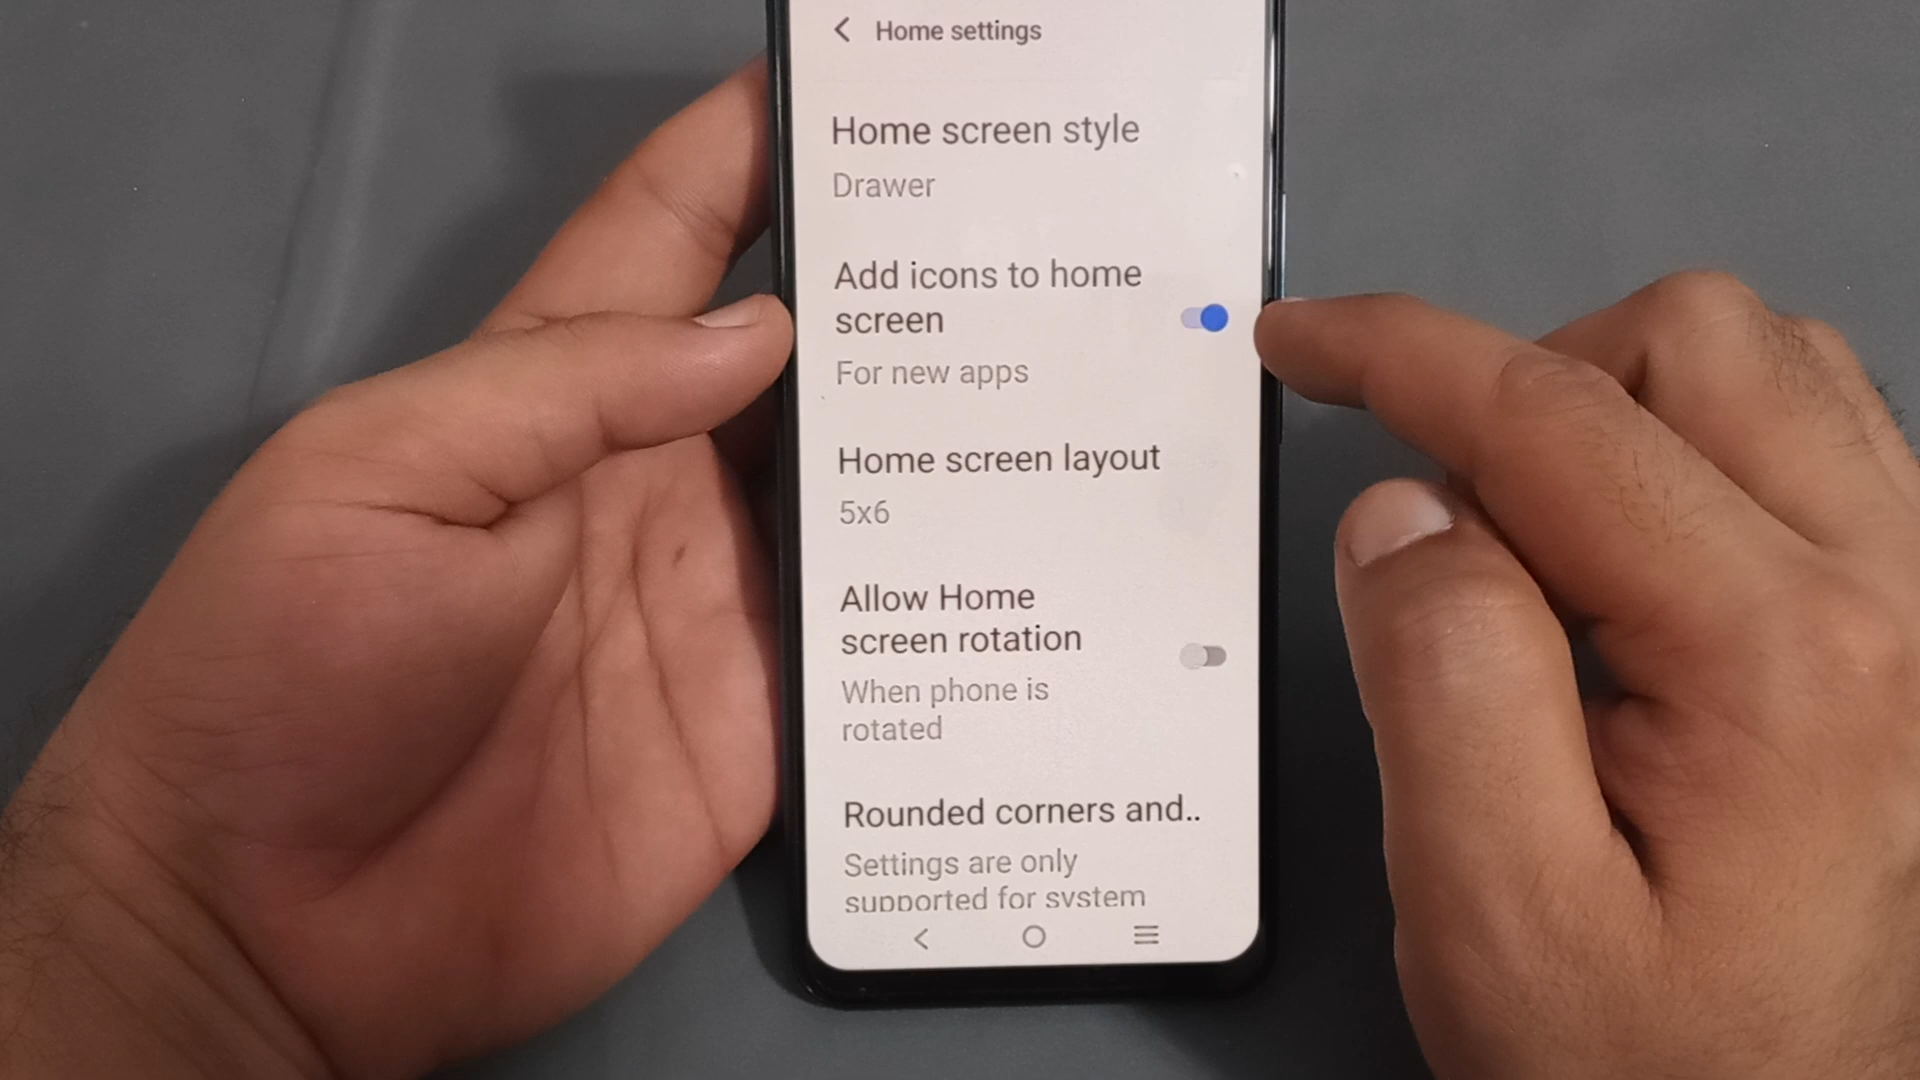 Home settings
Home screen style
Drawer
Add icons to home
screen
For new apps
Home screen layout
5x6
Allow Home
screen rotation
When phone is
rotated
Rounded corners and..
Settings are only
supported for system